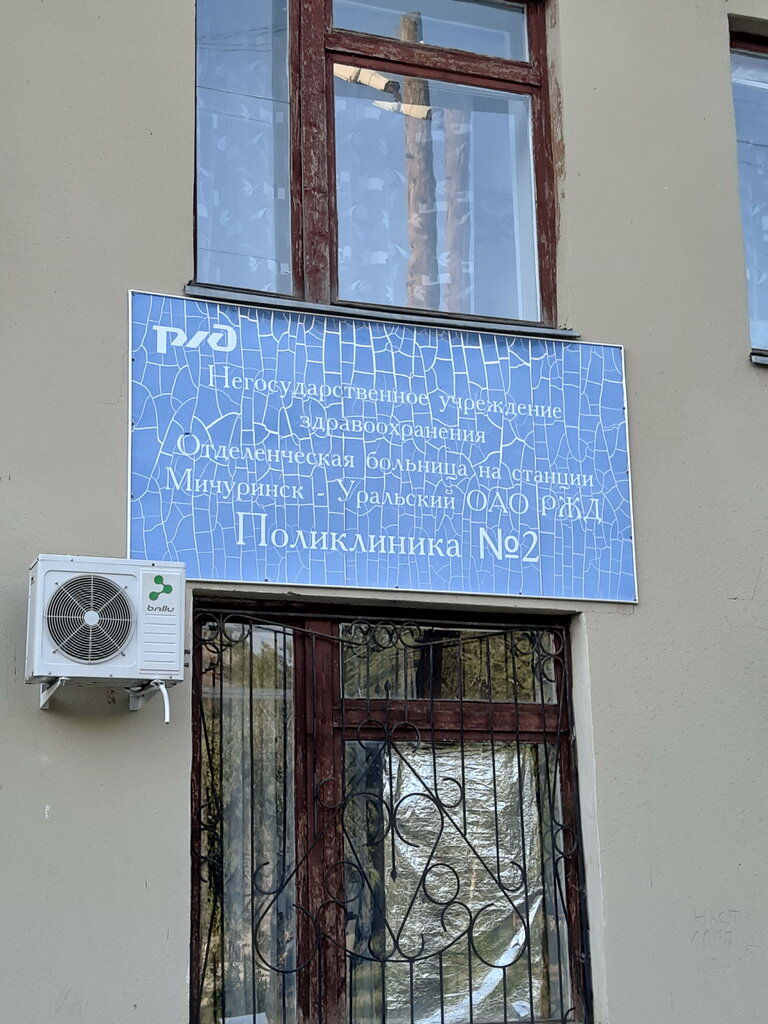 ржд
Негосударственное учреждение
здравоохранения
Отделенческая больница на станции
Мичуринск - Уральский ОАО РЖД
Поликлиника №2
ballu